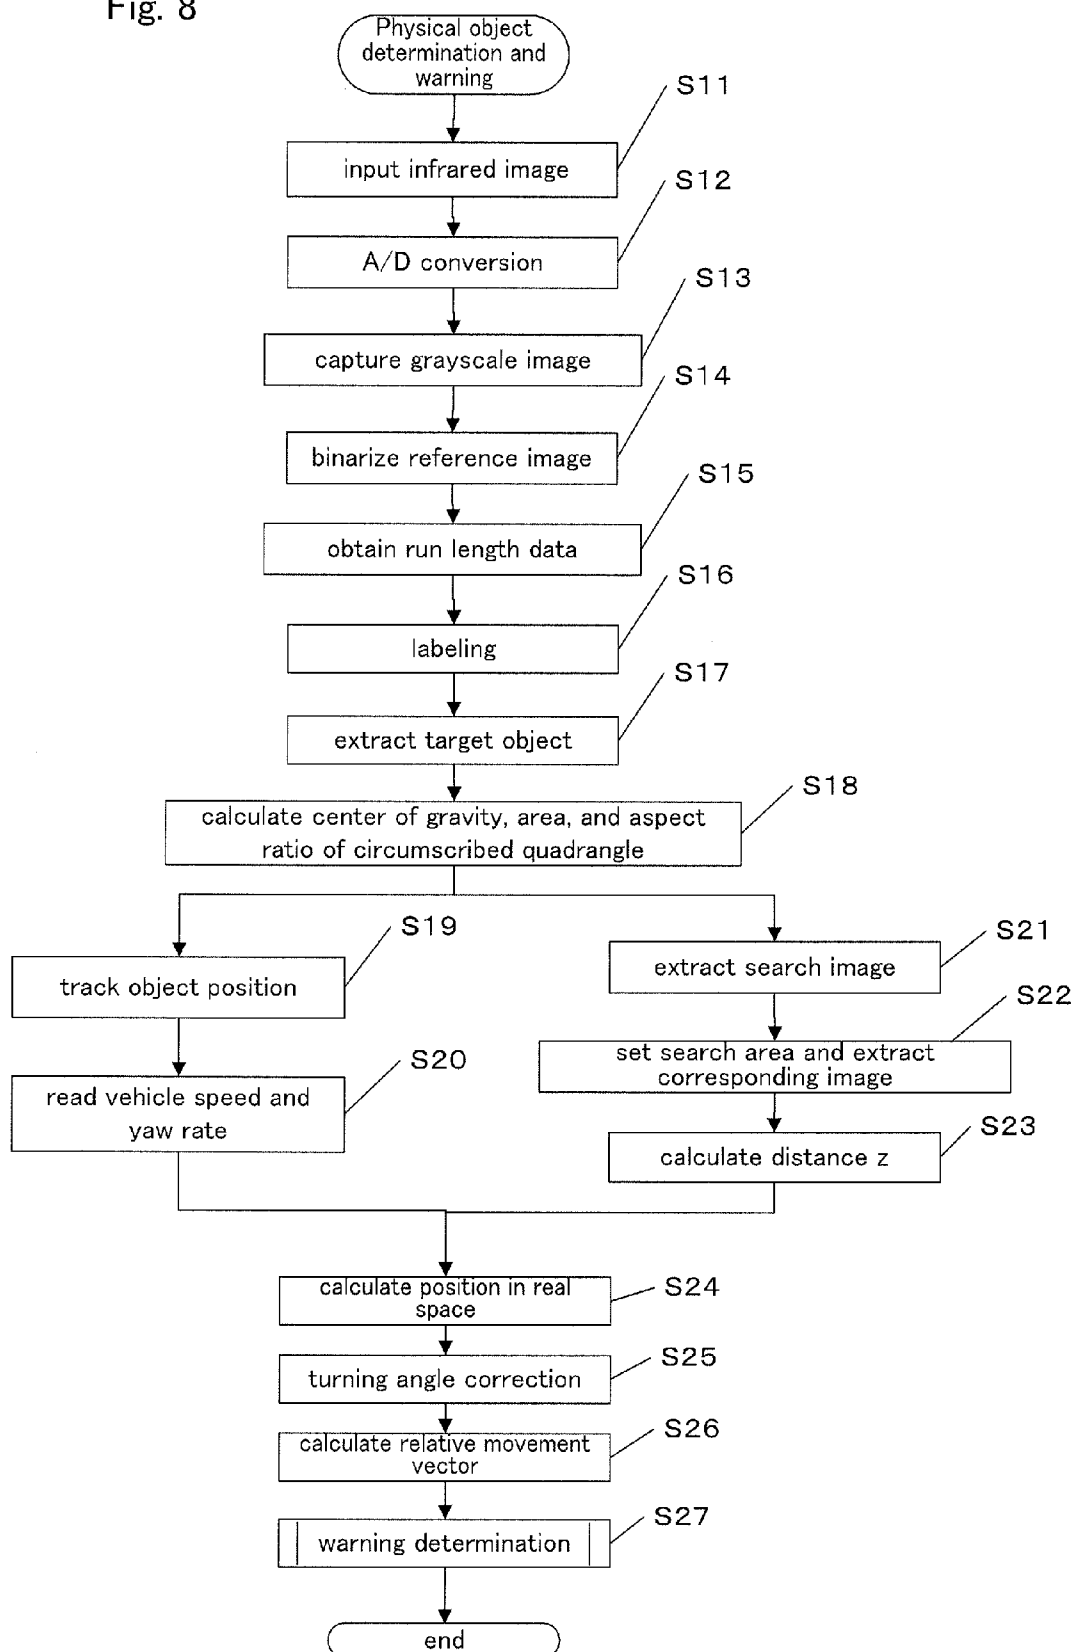 Fig. 8
Physical object
determination and
warning
S11
input infrared image
S12
A/D conversion
S13
capture grayscale image
S14
binarize reference image
S15
obtain run length data
S16
labeling
S17
extract target object
S18
calculate center of gravity, area, and aspect
ratio of circumscribed quadrangle
S19
track object position
S20
read vehicle speed and
yaw rate
S21
extract search image
S22
set search area and extract
corresponding image
S23
calculate distance z
S24
calculate position in real
space
S25
turning angle correction
S26
calculate relative movement
vector
S27
warning determination
end